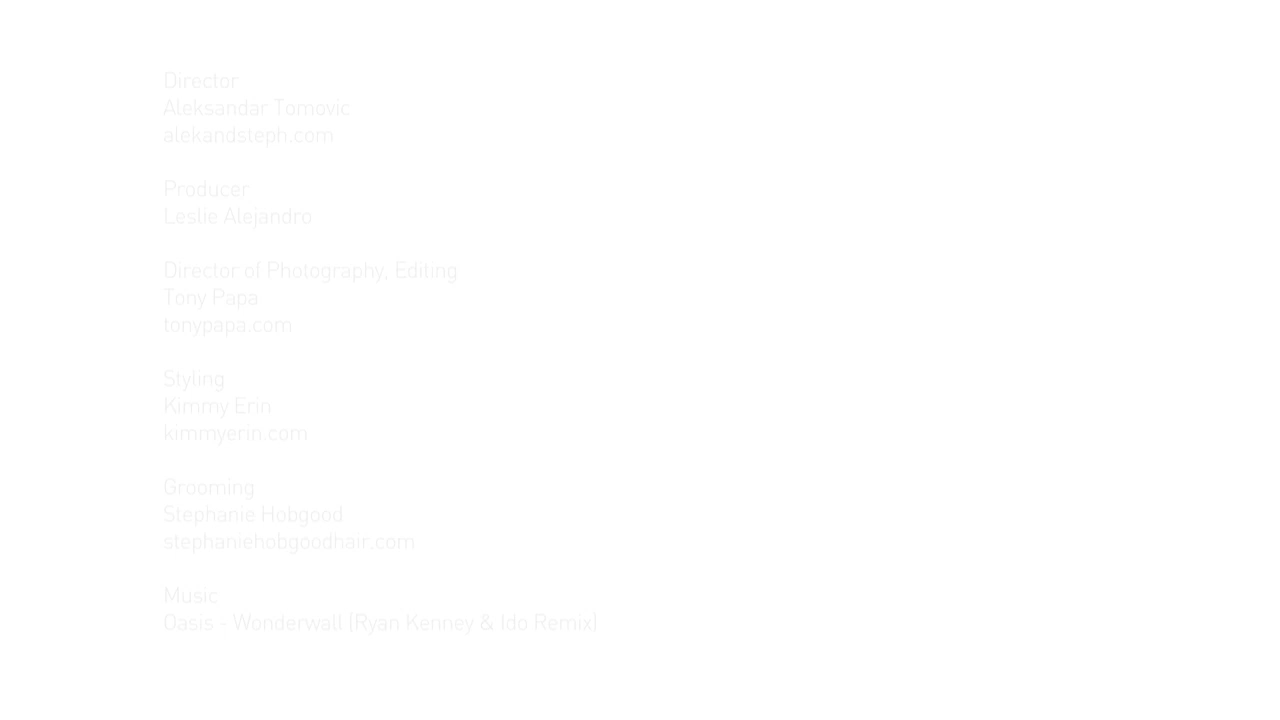 Director
Aleksandar Tomovic
alekandsteph.com
Producer
Leslie Alejandro
Director of Photography, Editing
Tony Papa
tonypapa.com
Styling
Kimmy Erin
kimmyerin.com
Grooming
Stephanie Hobgood
stephaniehobgoodhair.com
Music
Oasis - Wonderwall (Ryan Kenney & Ido Remix)